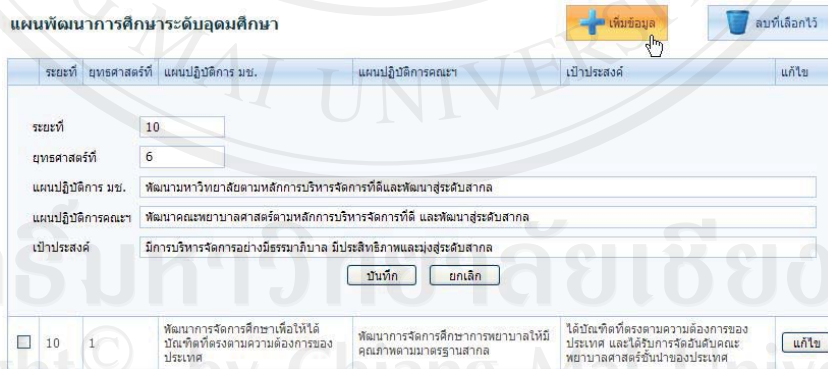 แผนพัฒนาการศึกษาระดับอุดมศึกษา เพิ่มข้อมูล ลบที่เลือกไว้
ระยะที่ ยุทธศาสตร์ที่ แผนปฏิบัติการ มช. แผนปฏิบัติการคณะฯ เป้าประสงค์ แก้ไข
ระยะที่ 10
ยุทธศาสตร์ที่ 6
แผนปฏิบัติการ มช. พัฒนามหาวิทยาลัยตามหลักการบริหารจัดการที่ดีและพัฒนาสู่ระดับสากล
แผนปฏิบัติการคณะฯ พัฒนาคณะพยาบาลศาสตร์ตามหลักการบริหารจัดการที่ดี และพัฒนาสู่ระดับสากล
เป้าประสงค์ มีการบริหารจัดการอย่างมีธรรมาภิบาล มีประสิทธิภาพและมุ่งสู่ระดับสากล
บันทึก ยกเลิก
10 1
พัฒนาการจัดการศึกษาเพื่อให้ได้
บัณฑิตที่ตรงตามความต้องการของ
ประเทศ
พัฒนาการจัดการศึกษาการพยาบาลให้มี
คุณภาพตามมาตรฐานสากล
ได้บัณฑิตที่ตรงตามความต้องการของ
ประเทศ และได้รับการจัดอันดับคณะ
พยาบาลศาสตร์ชั้นนำของประเทศ
แก้ไข